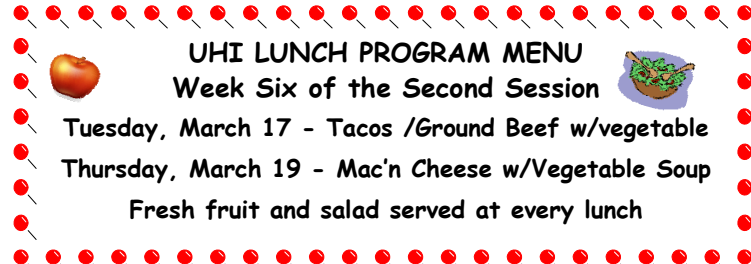 UHI LUNCH PROGRAM MENU
Week Six of the Second Session
Tuesday, March 17 - Tacos /Ground Beef w/vegetable
Thursday, March 19 - Mac'n Cheese w/Vegetable Soup
Fresh fruit and salad served at every lunch